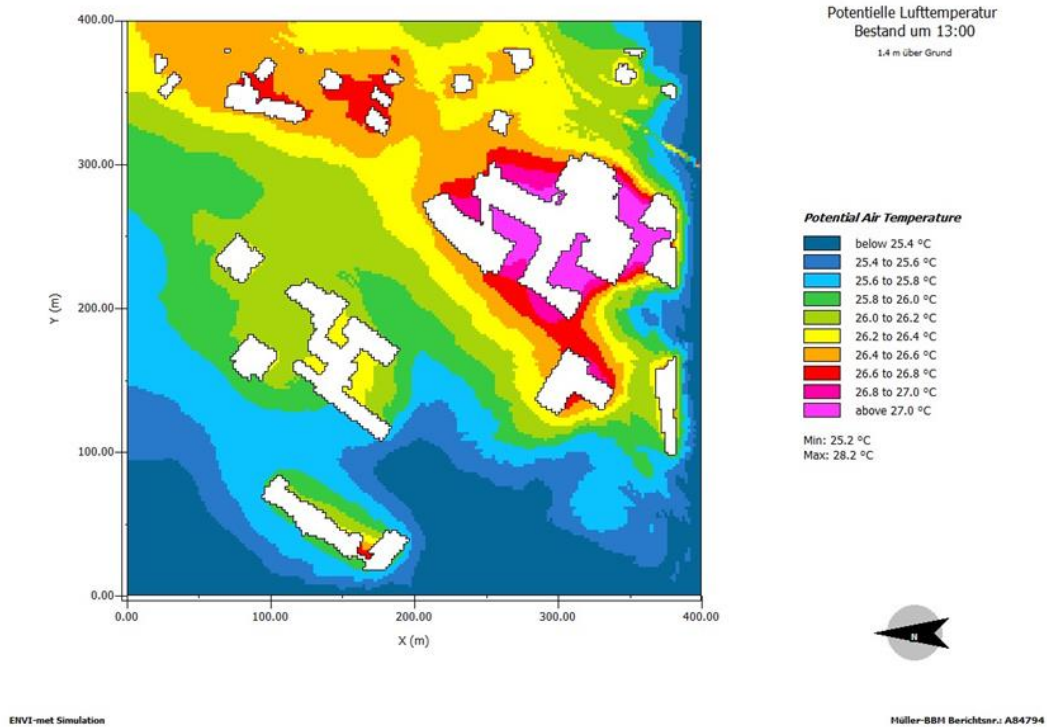 Potentielle Lufttemperatur
Bestand um 13:00
1.4 m über Grund
400.00
300.00
200.00
100.00
0.00
Y (m)
0.00
100.00
200.00
300.00
400.00
X (m)
Potential Air Temperature
below 25.4 °C
25.4 to 25.6 °C
25.6 to 25.8 °C
25.8 to 26.0 °C
26.0 to 26.2 °C
26.2 to 26.4 °C
26.4 to 26.6 °C
26.6 to 26.8 °C
26.8 to 27.0 °C
above 27.0 °C
Min: 25.2 °C
Max: 28.2 °C
N
ENVI-met Simulation
Müller-BBM Berichtsnr.: A84794